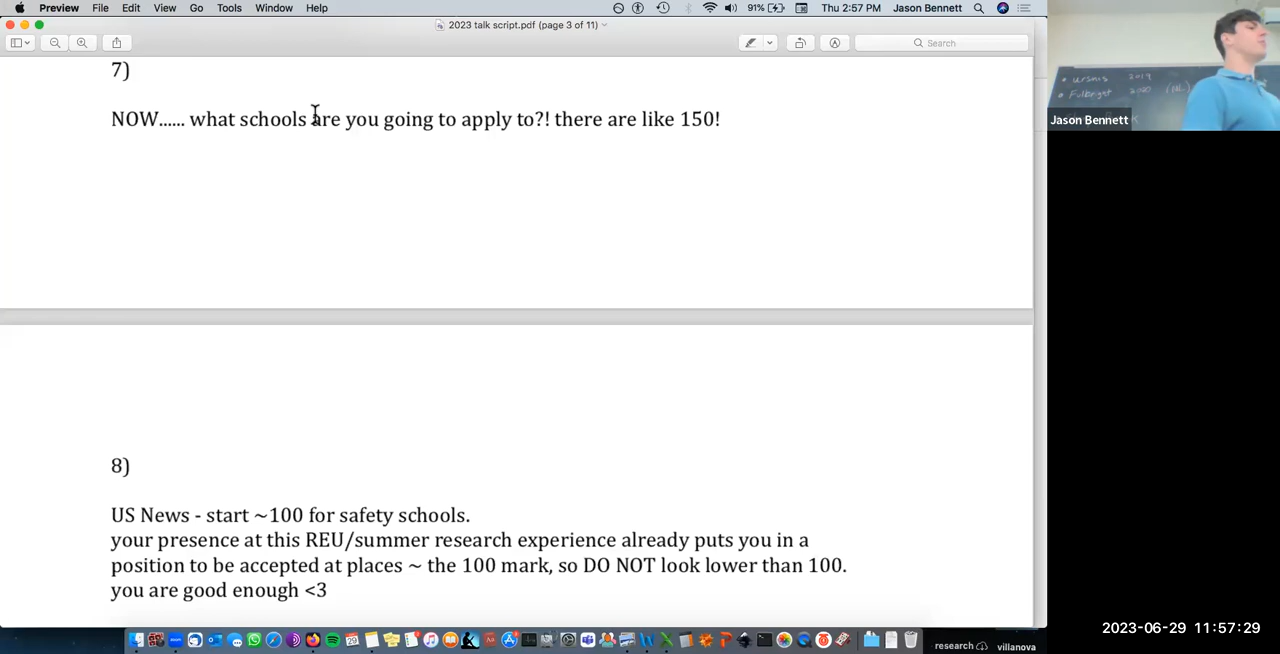 Preview File Edit View Go Tools Window Help 91% Thu 2:57 PM Jason Bennett
2023 talk script.pdf (page 3 of 11)
Search
7)
NOW...... what schools are you going to apply to?! there are like 150!
8)
US News - start ~100 for safety schools.
your presence at this REU/summer research experience already puts you in a
position to be accepted at places ~ the 100 mark, so DO NOT look lower than 100.
you are good enough <3
2019
Fulbright 2020
Jason Bennett
2023-06-29 11:57:29
research villanova